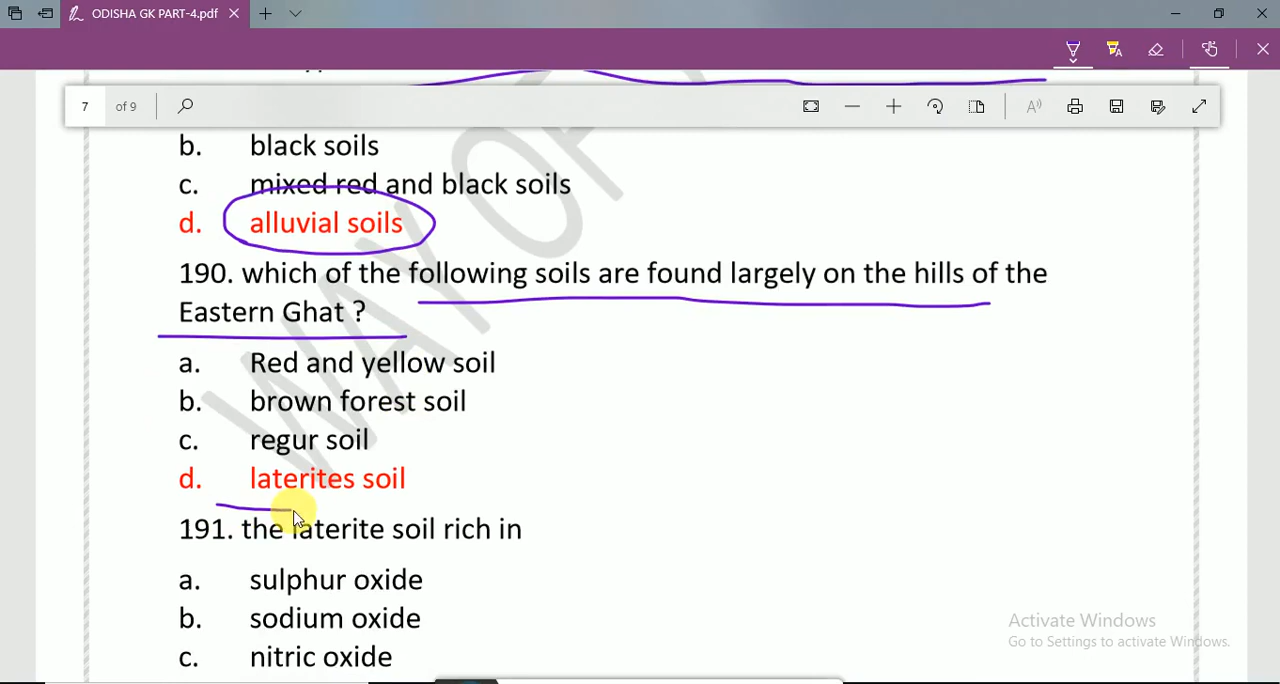 ODISHA GK PART-4.pdf
7 of 9
b. black soils
c. mixed red and black soils
d. alluvial soils
190. which of the following soils are found largely on the hills of the
Eastern Ghat ?
a. Red and yellow soil
b. brown forest soil
c. regur soil
d. laterites soil
191. the laterite soil rich in
a. sulphur oxide
b. sodium oxide
c. nitric oxide
Activate Windows
Go to Settings to activate Windows.